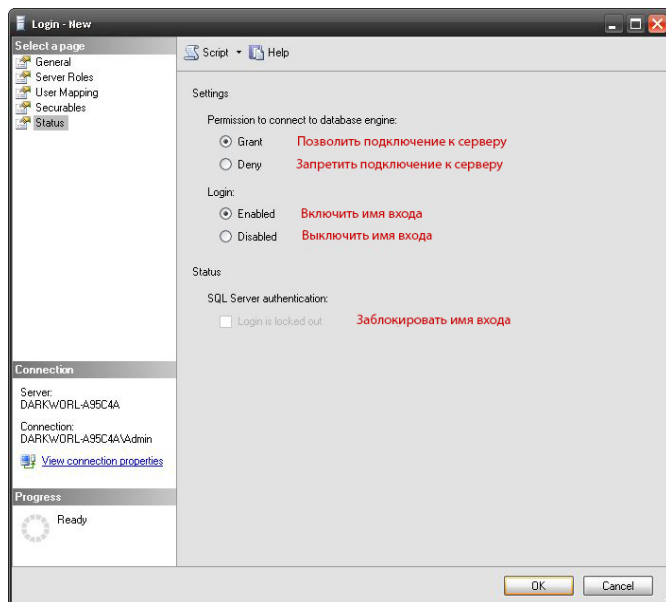 Login - New
Select a page
General
Server Roles
User Mapping
Securables
Status
Script
Help
Settings
Permission to connect to database engine:
Grant Позволить подключение к серверу
Deny Запретить подключение к серверу
Login:
Enabled Включить имя входа
Disabled Выключить имя входа
Status
SQL Server authentication:
Login is locked out Заблокировать имя входа
Connection
Server:
DARKWORL-A95C4A
Connection:
DARKWORL-A95C4A\Admin
View connection properties
Progress
Ready
OK
Cancel